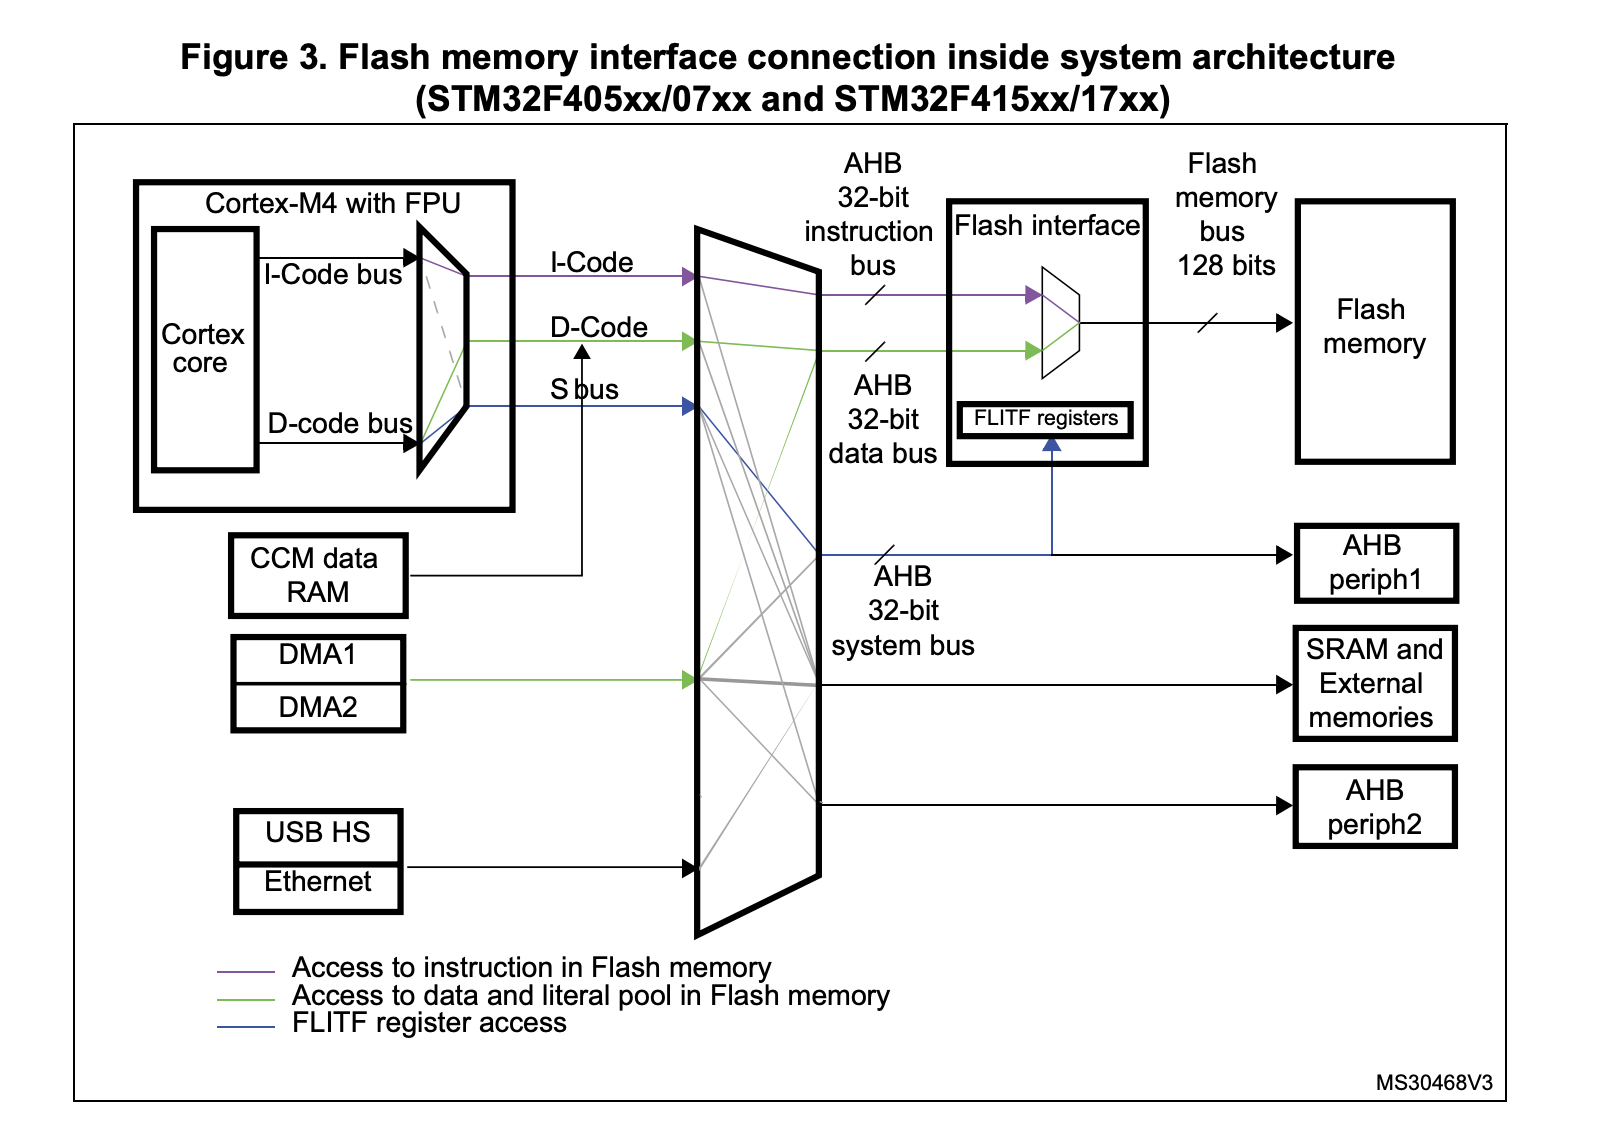 Figure 3. Flash memory interface connection inside system architecture
(STM32F405xx/07xx and STM32F415xx/17xx)
Cortex-M4 with FPU
Cortex
core
I-Code bus
D-code bus
I-Code
D-Code
S bus
CCM data
RAM
DMA1
DMA2
USB HS
Ethernet
AHB
32-bit
instruction
bus
AHB
32-bit
data bus
AHB
32-bit
system bus
Flash interface
FLITF registers
Flash
memory
bus
128 bits
Flash
memory
AHB
periph1
SRAM and
External
memories
AHB
periph2
Access to instruction in Flash memory
Access to data and literal pool in Flash memory
FLITF register access
MS30468V3